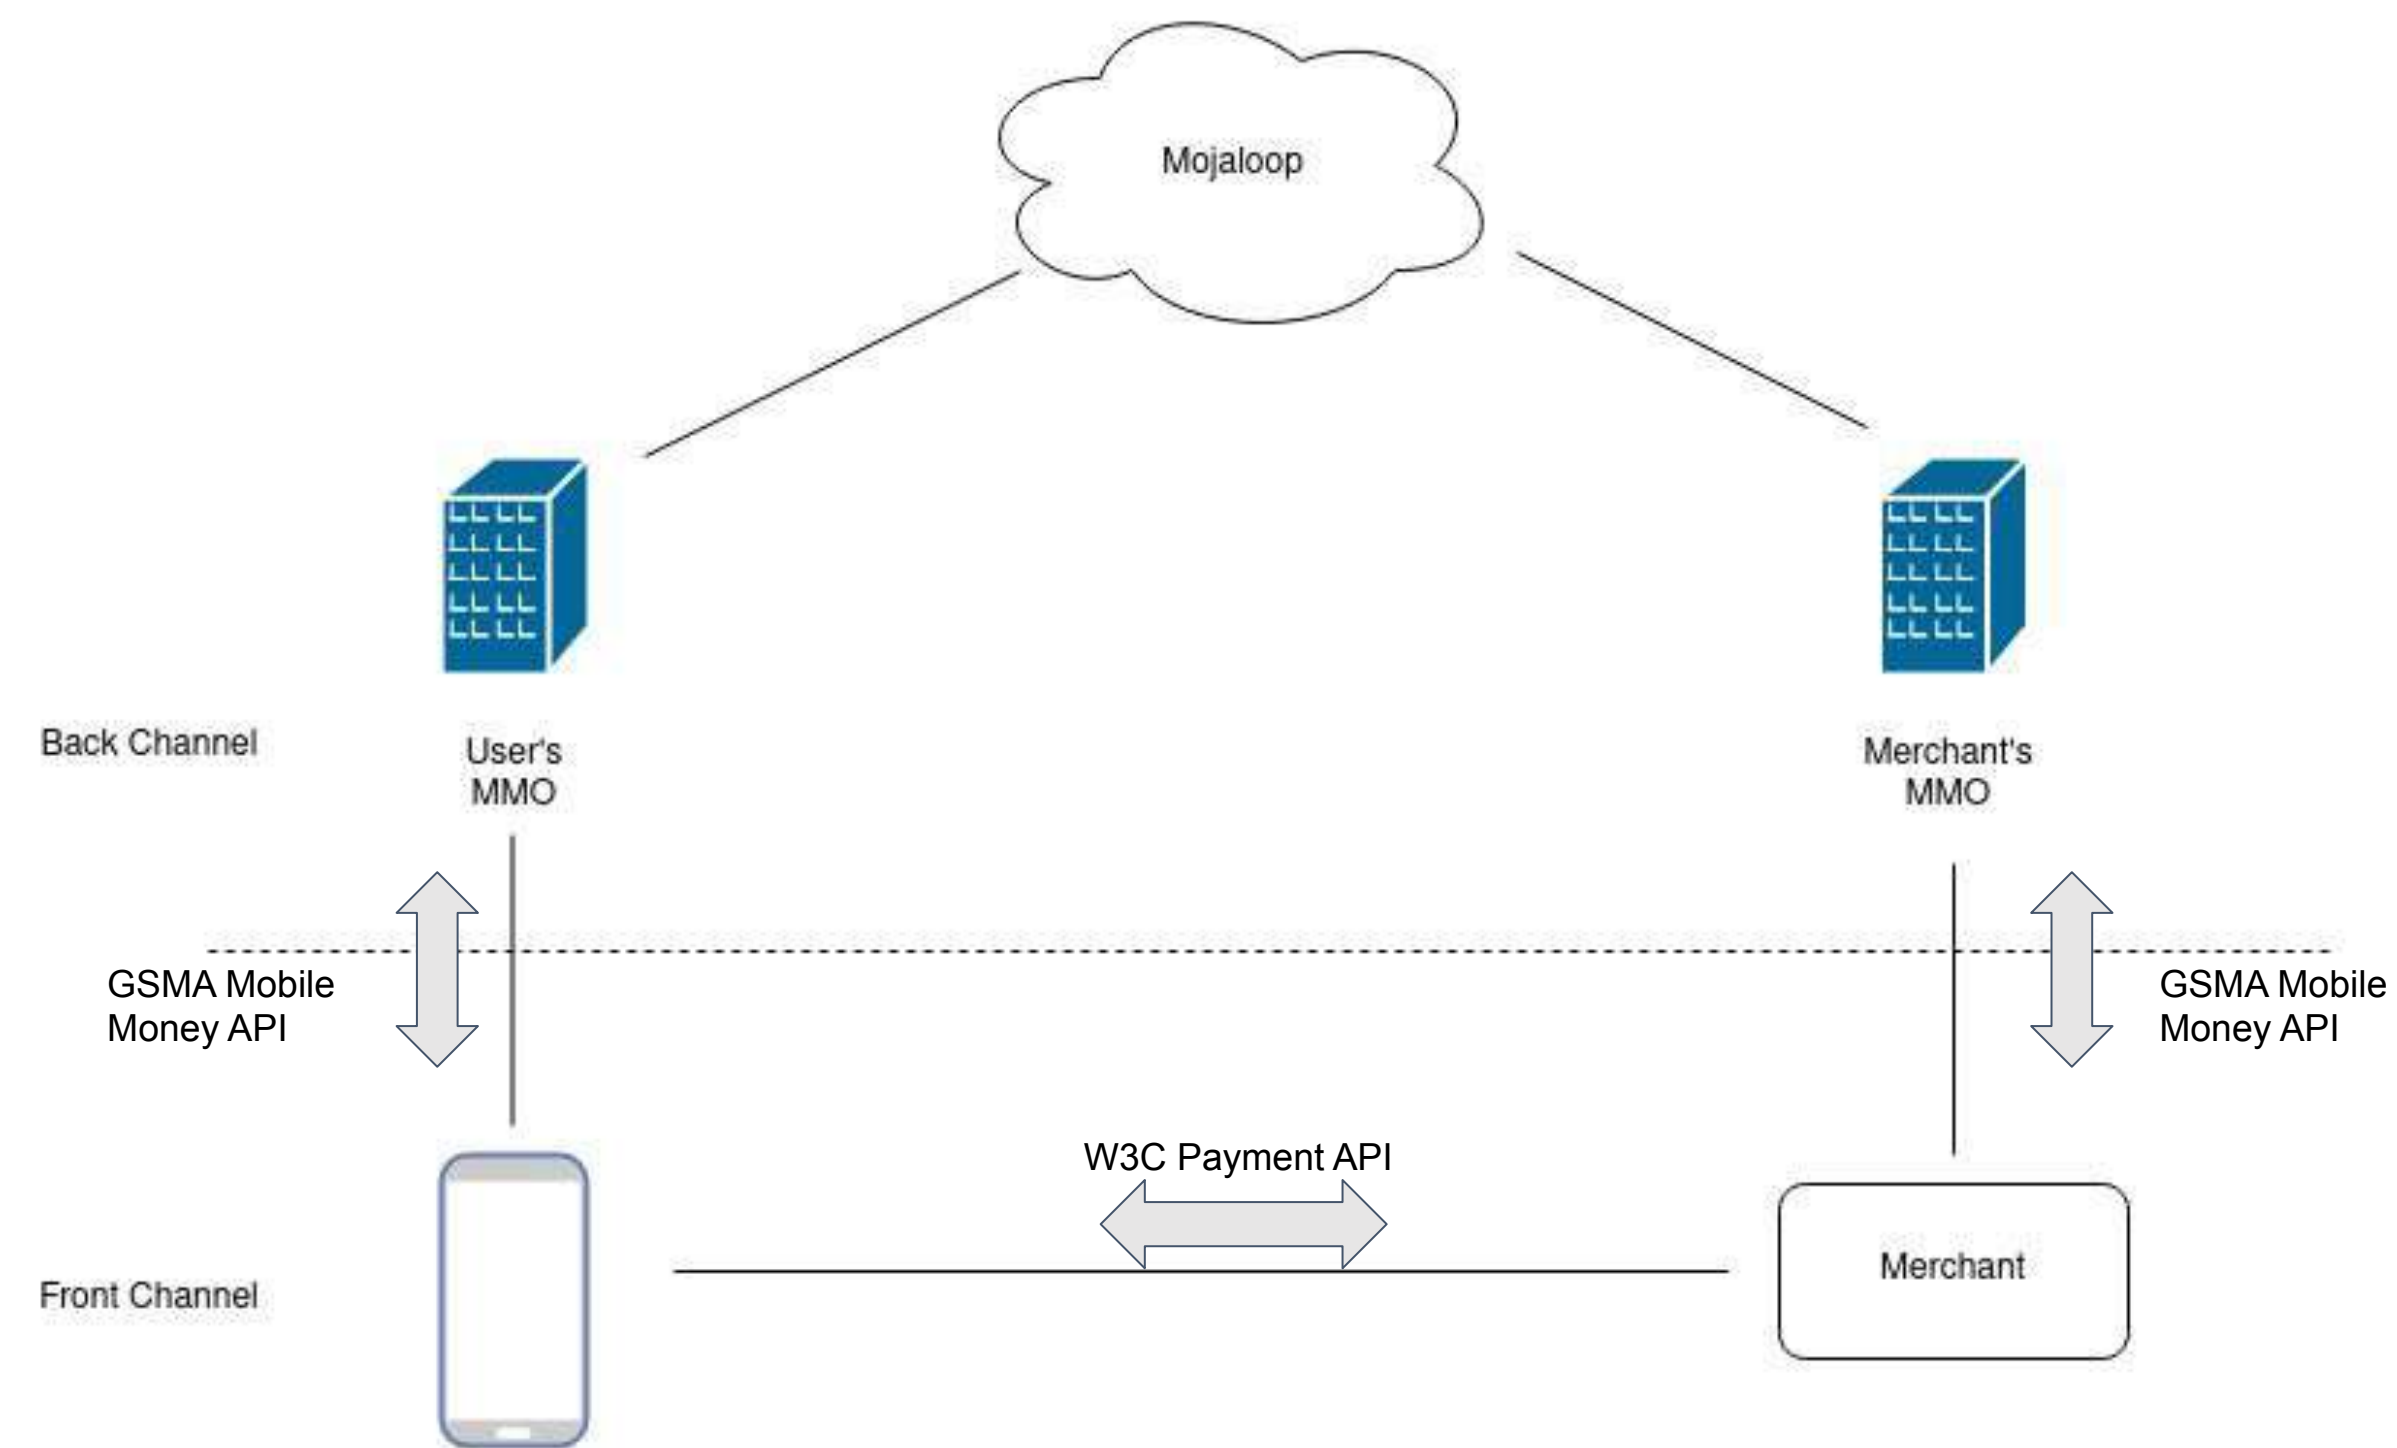 Mojaloop
Back Channel
User's
MMO
Merchant's
MMO
GSMA Mobile
Money API
GSMA Mobile
Money API
W3C Payment API
Merchant
Front Channel